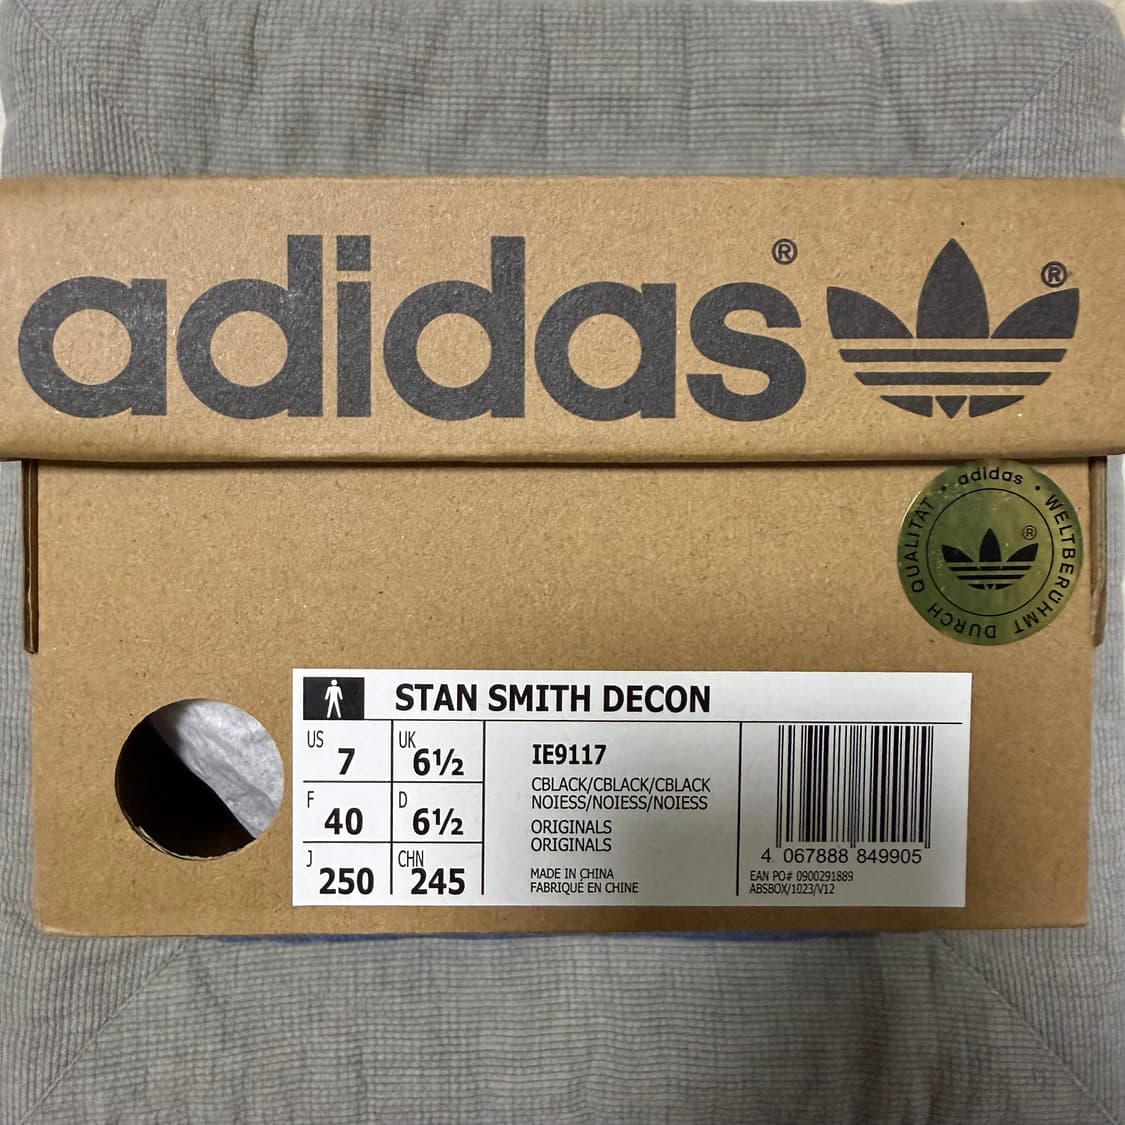 adidas®
®
adidas • WELTBERÜHMT DURCH QUALITÄT •
®
STAN SMITH DECON
US 7 UK 6½
F 40 D 6½
J 250 CHN 245
IE9117
CBLACK/CBLACK/CBLACK
NOIESS/NOIESS/NOIESS
ORIGINALS
ORIGINALS
MADE IN CHINA
FABRIQUÉ EN CHINE
4 067888 849905
EAN PO# 0900291889
ABSBOX/1023/V12